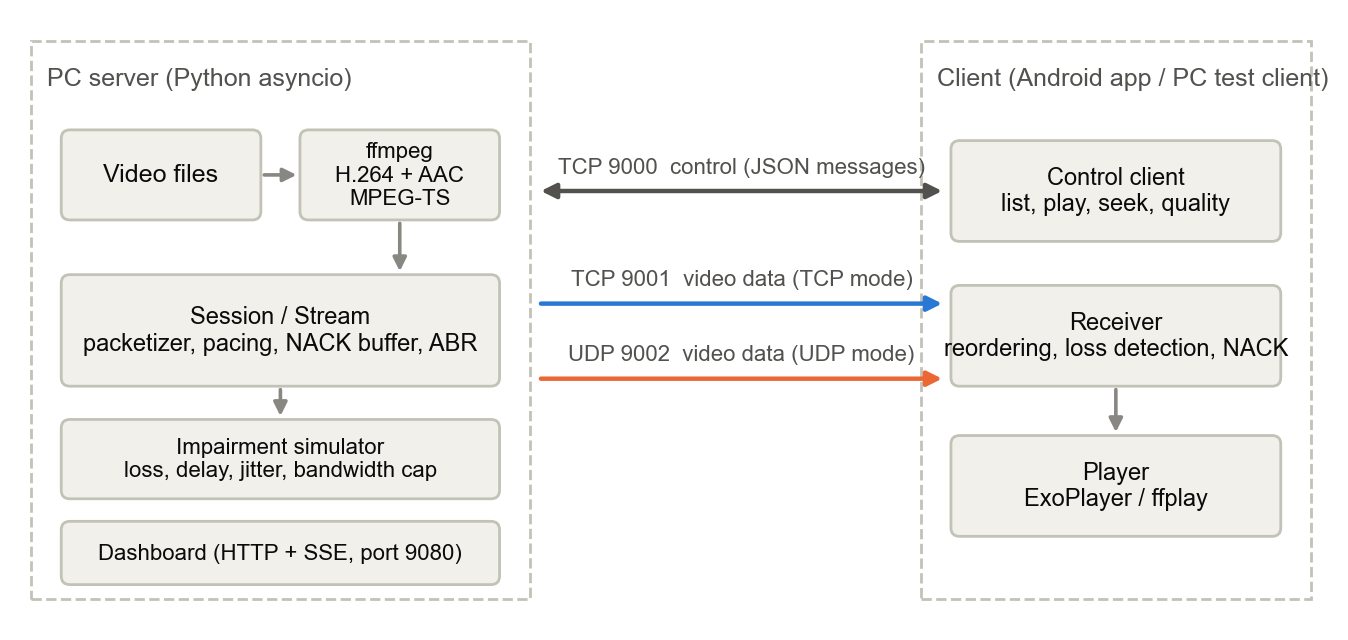 PC server (Python asyncio)
Video files
ffmpeg
H.264 + AAC
MPEG-TS
Session / Stream
packetizer, pacing, NACK buffer, ABR
Impairment simulator
loss, delay, jitter, bandwidth cap
Dashboard (HTTP + SSE, port 9080)
TCP 9000  control (JSON messages)
TCP 9001  video data (TCP mode)
UDP 9002  video data (UDP mode)
Client (Android app / PC test client)
Control client
list, play, seek, quality
Receiver
reordering, loss detection, NACK
Player
ExoPlayer / ffplay